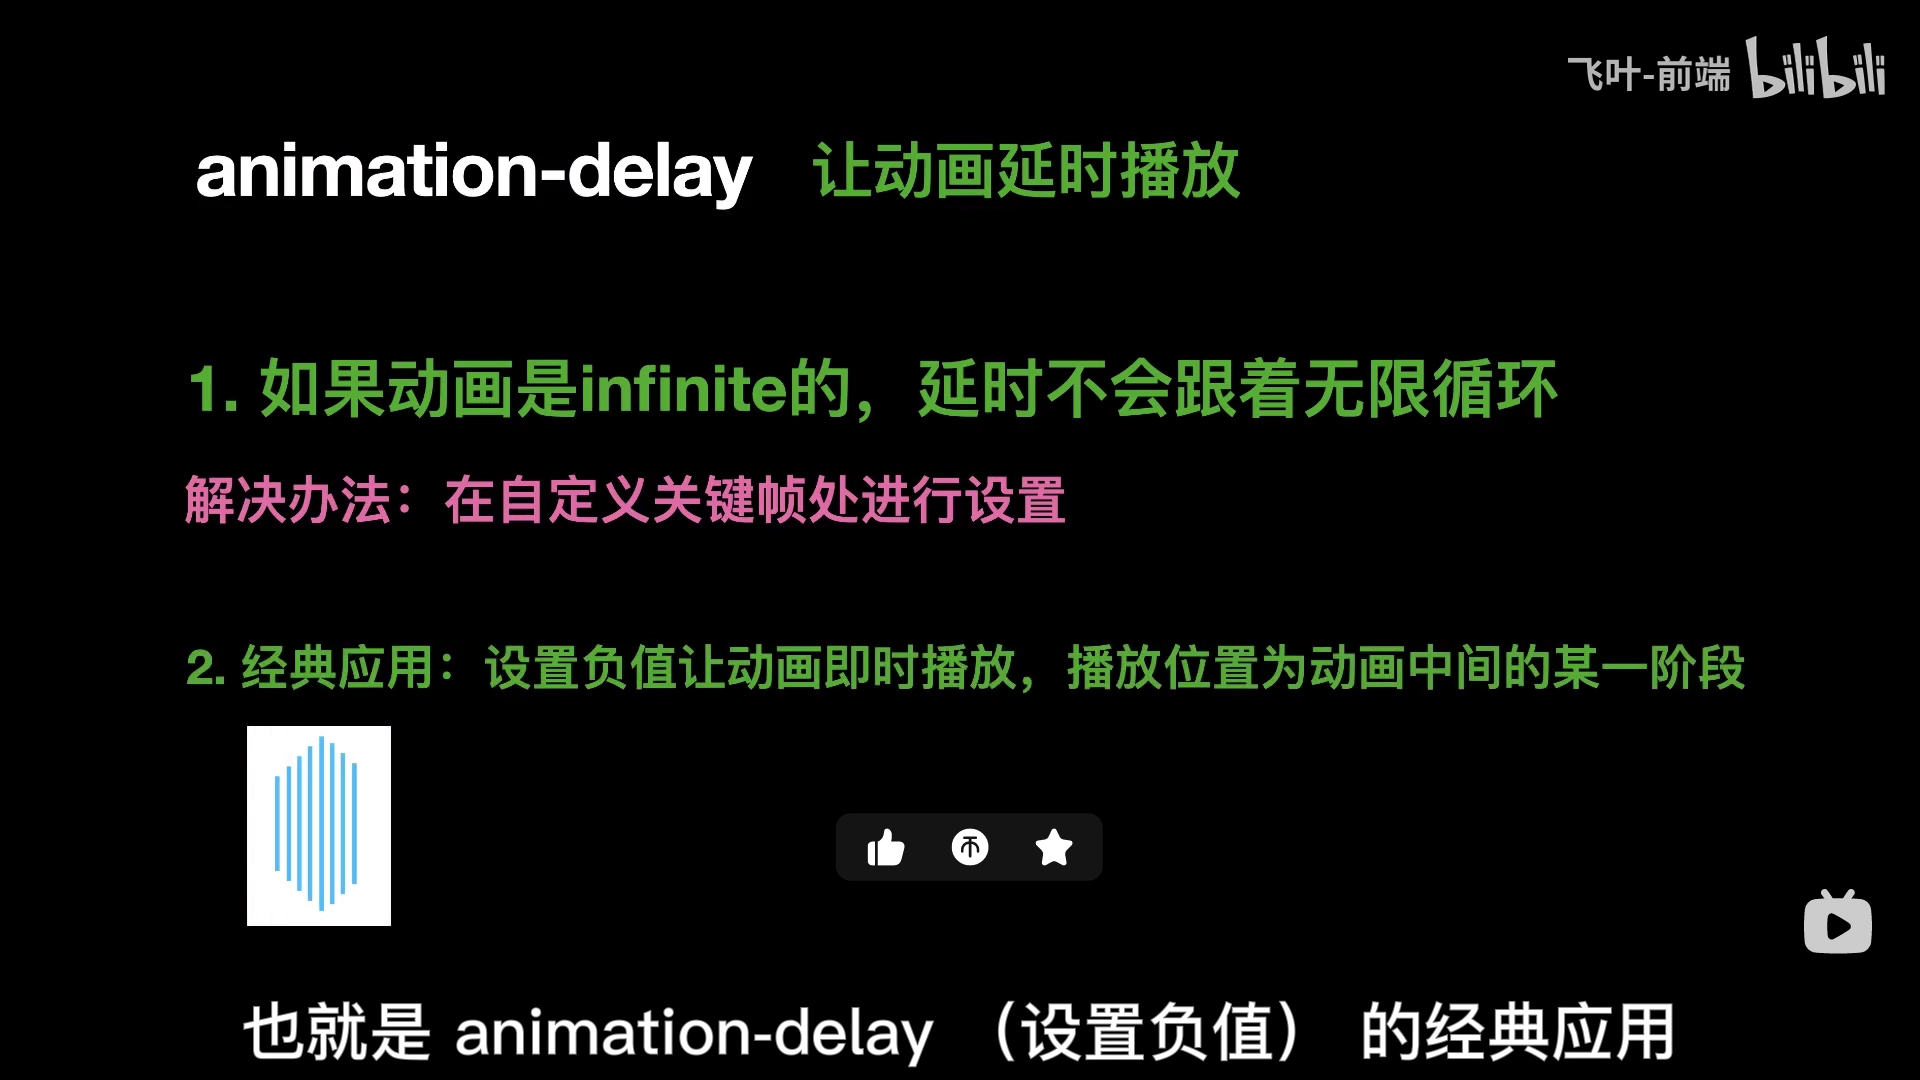 飞叶-前端 bilibili
animation-delay 让动画延时播放
1. 如果动画是infinite的，延时不会跟着无限循环
解决办法：在自定义关键帧处进行设置
2. 经典应用：设置负值让动画即时播放，播放位置为动画中间的某一阶段
也就是 animation-delay （设置负值） 的经典应用